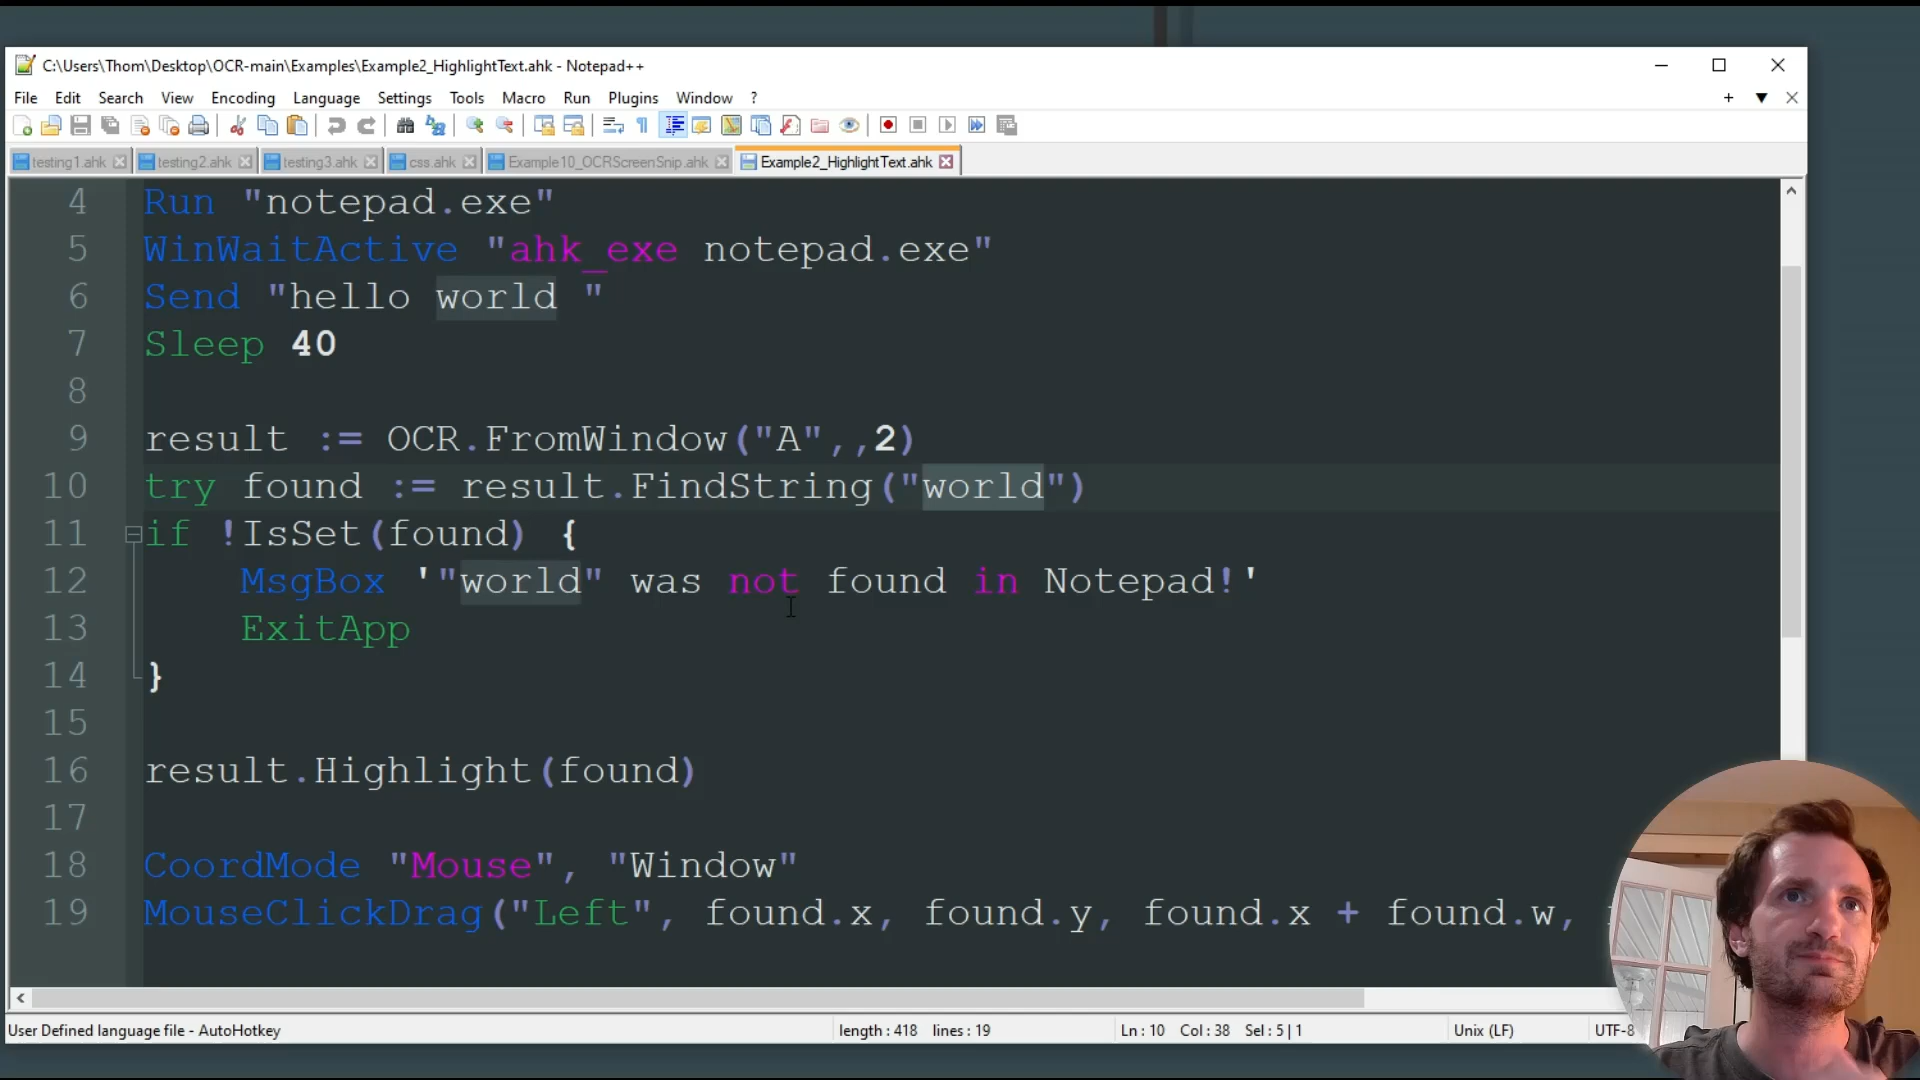 C:\Users\Thom\Desktop\OCR-main\Examples\Example2_HighlightText.ahk - Notepad++
File Edit Search View Encoding Language Settings Tools Macro Run Plugins Window ?
testing1.ahk testing2.ahk testing3.ahk css.ahk Example10_OCRScreenSnip.ahk Example2_HighlightText.ahk
4 Run "notepad.exe"
5 WinWaitActive "ahk_exe notepad.exe"
6 Send "hello world "
7 Sleep 40
8
9 result := OCR.FromWindow("A",,2)
10 try found := result.FindString("world")
11 if !IsSet(found) {
12 MsgBox '"world" was not found in Notepad!'
13 ExitApp
14 }
15
16 result.Highlight(found)
17
18 CoordMode "Mouse", "Window"
19 MouseClickDrag("Left", found.x, found.y, found.x + found.w,
User Defined language file - AutoHotkey length : 418 lines : 19 Ln : 10 Col : 38 Sel : 5 | 1 Unix (LF) UTF-8